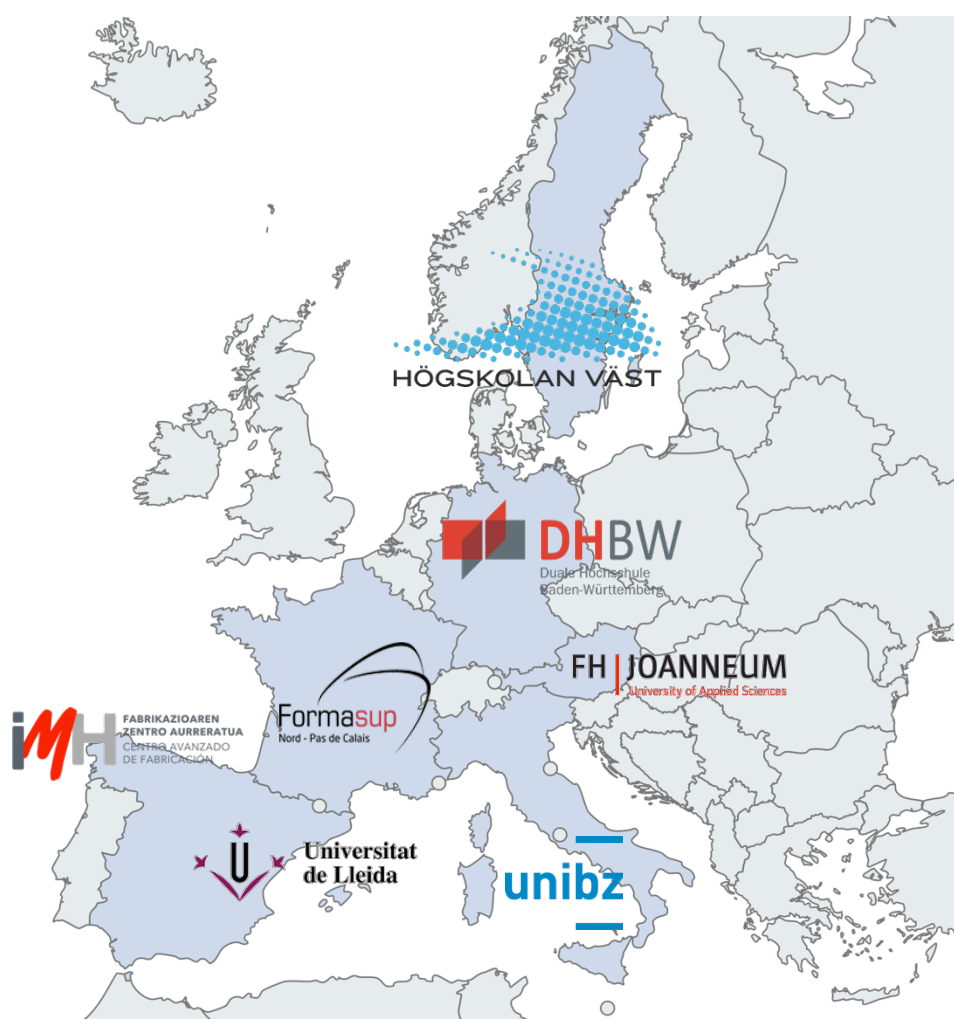 HÖGSKOLAN VÄST
DHBW
Duale Hochschule
Baden-Württemberg
FH JOANNEUM
University of Applied Sciences
Formasup
Nord - Pas de Calais
iMH
FABRIKAZIOAREN
ZENTRO AURRERATUA
CENTRO AVANZADO
DE FABRICACIÓN
U
Universitat
de Lleida
unibz